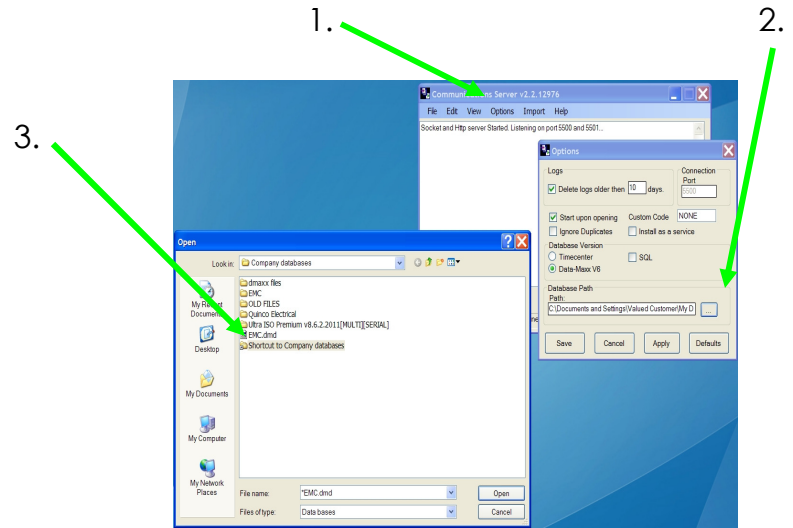 1.
2.
3.
Communications Server v2.2.12976
File Edit View Options Import Help
Socket and Http server Started. Listening on port 5500 and 5501...
Options
Logs
Delete logs older then 10 days.
Connection
Port
5500
Start upon opening
Custom Code NONE
Ignore Duplicates
Install as a service
Database Version
Timecenter
SQL
Data-Maxx V6
Database Path
Path:
C:\Documents and Settings\Valued Customer\My D
...
Save Cancel Apply Defaults
Open
Look in: Company databases
My Recent
Documents
Desktop
My Documents
My Computer
My Network
Places
dmaxx files
EMC
OLD FILES
Quinco Electrical
Ultra ISO Premium v8.6.2.2011[MULTI][SERIAL]
EMC.dmd
Shortcut to Company databases
File name: *EMC.dmd Open
Files of type: Data bases Cancel